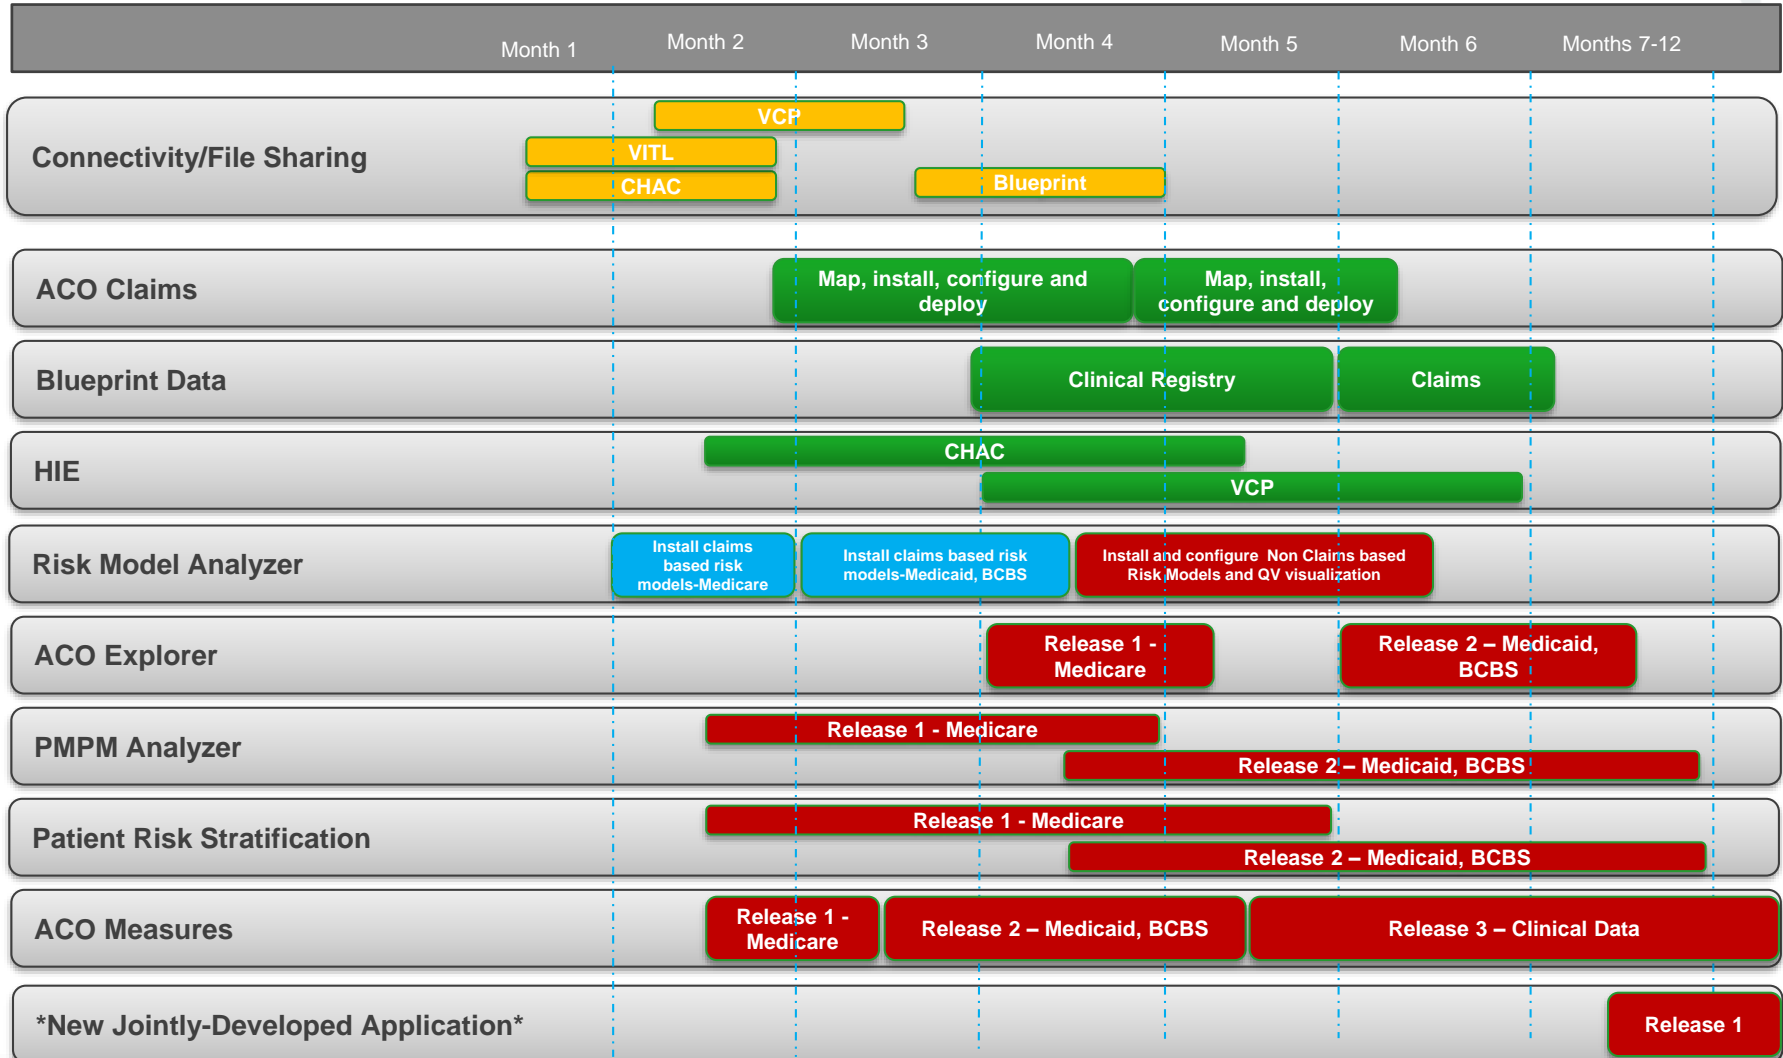 Month 1
Month 2
Month 3
Month 4
Month 5
Month 6
Months 7-12
Connectivity/File Sharing
VCP
VITL
CHAC
Blueprint
ACO Claims
Map, install, configure and
deploy
Map, install,
configure and deploy
Blueprint Data
Clinical Registry
Claims
HIE
CHAC
VCP
Risk Model Analyzer
Install claims
based risk
models-Medicare
Install claims based risk
models-Medicaid, BCBS
Install and configure Non Claims based
Risk Models and QV visualization
ACO Explorer
Release 1 -
Medicare
Release 2 – Medicaid,
BCBS
PMPM Analyzer
Release 1 - Medicare
Release 2 – Medicaid, BCBS
Patient Risk Stratification
Release 1 - Medicare
Release 2 – Medicaid, BCBS
ACO Measures
Release 1 -
Medicare
Release 2 – Medicaid, BCBS
Release 3 – Clinical Data
*New Jointly-Developed Application*
Release 1